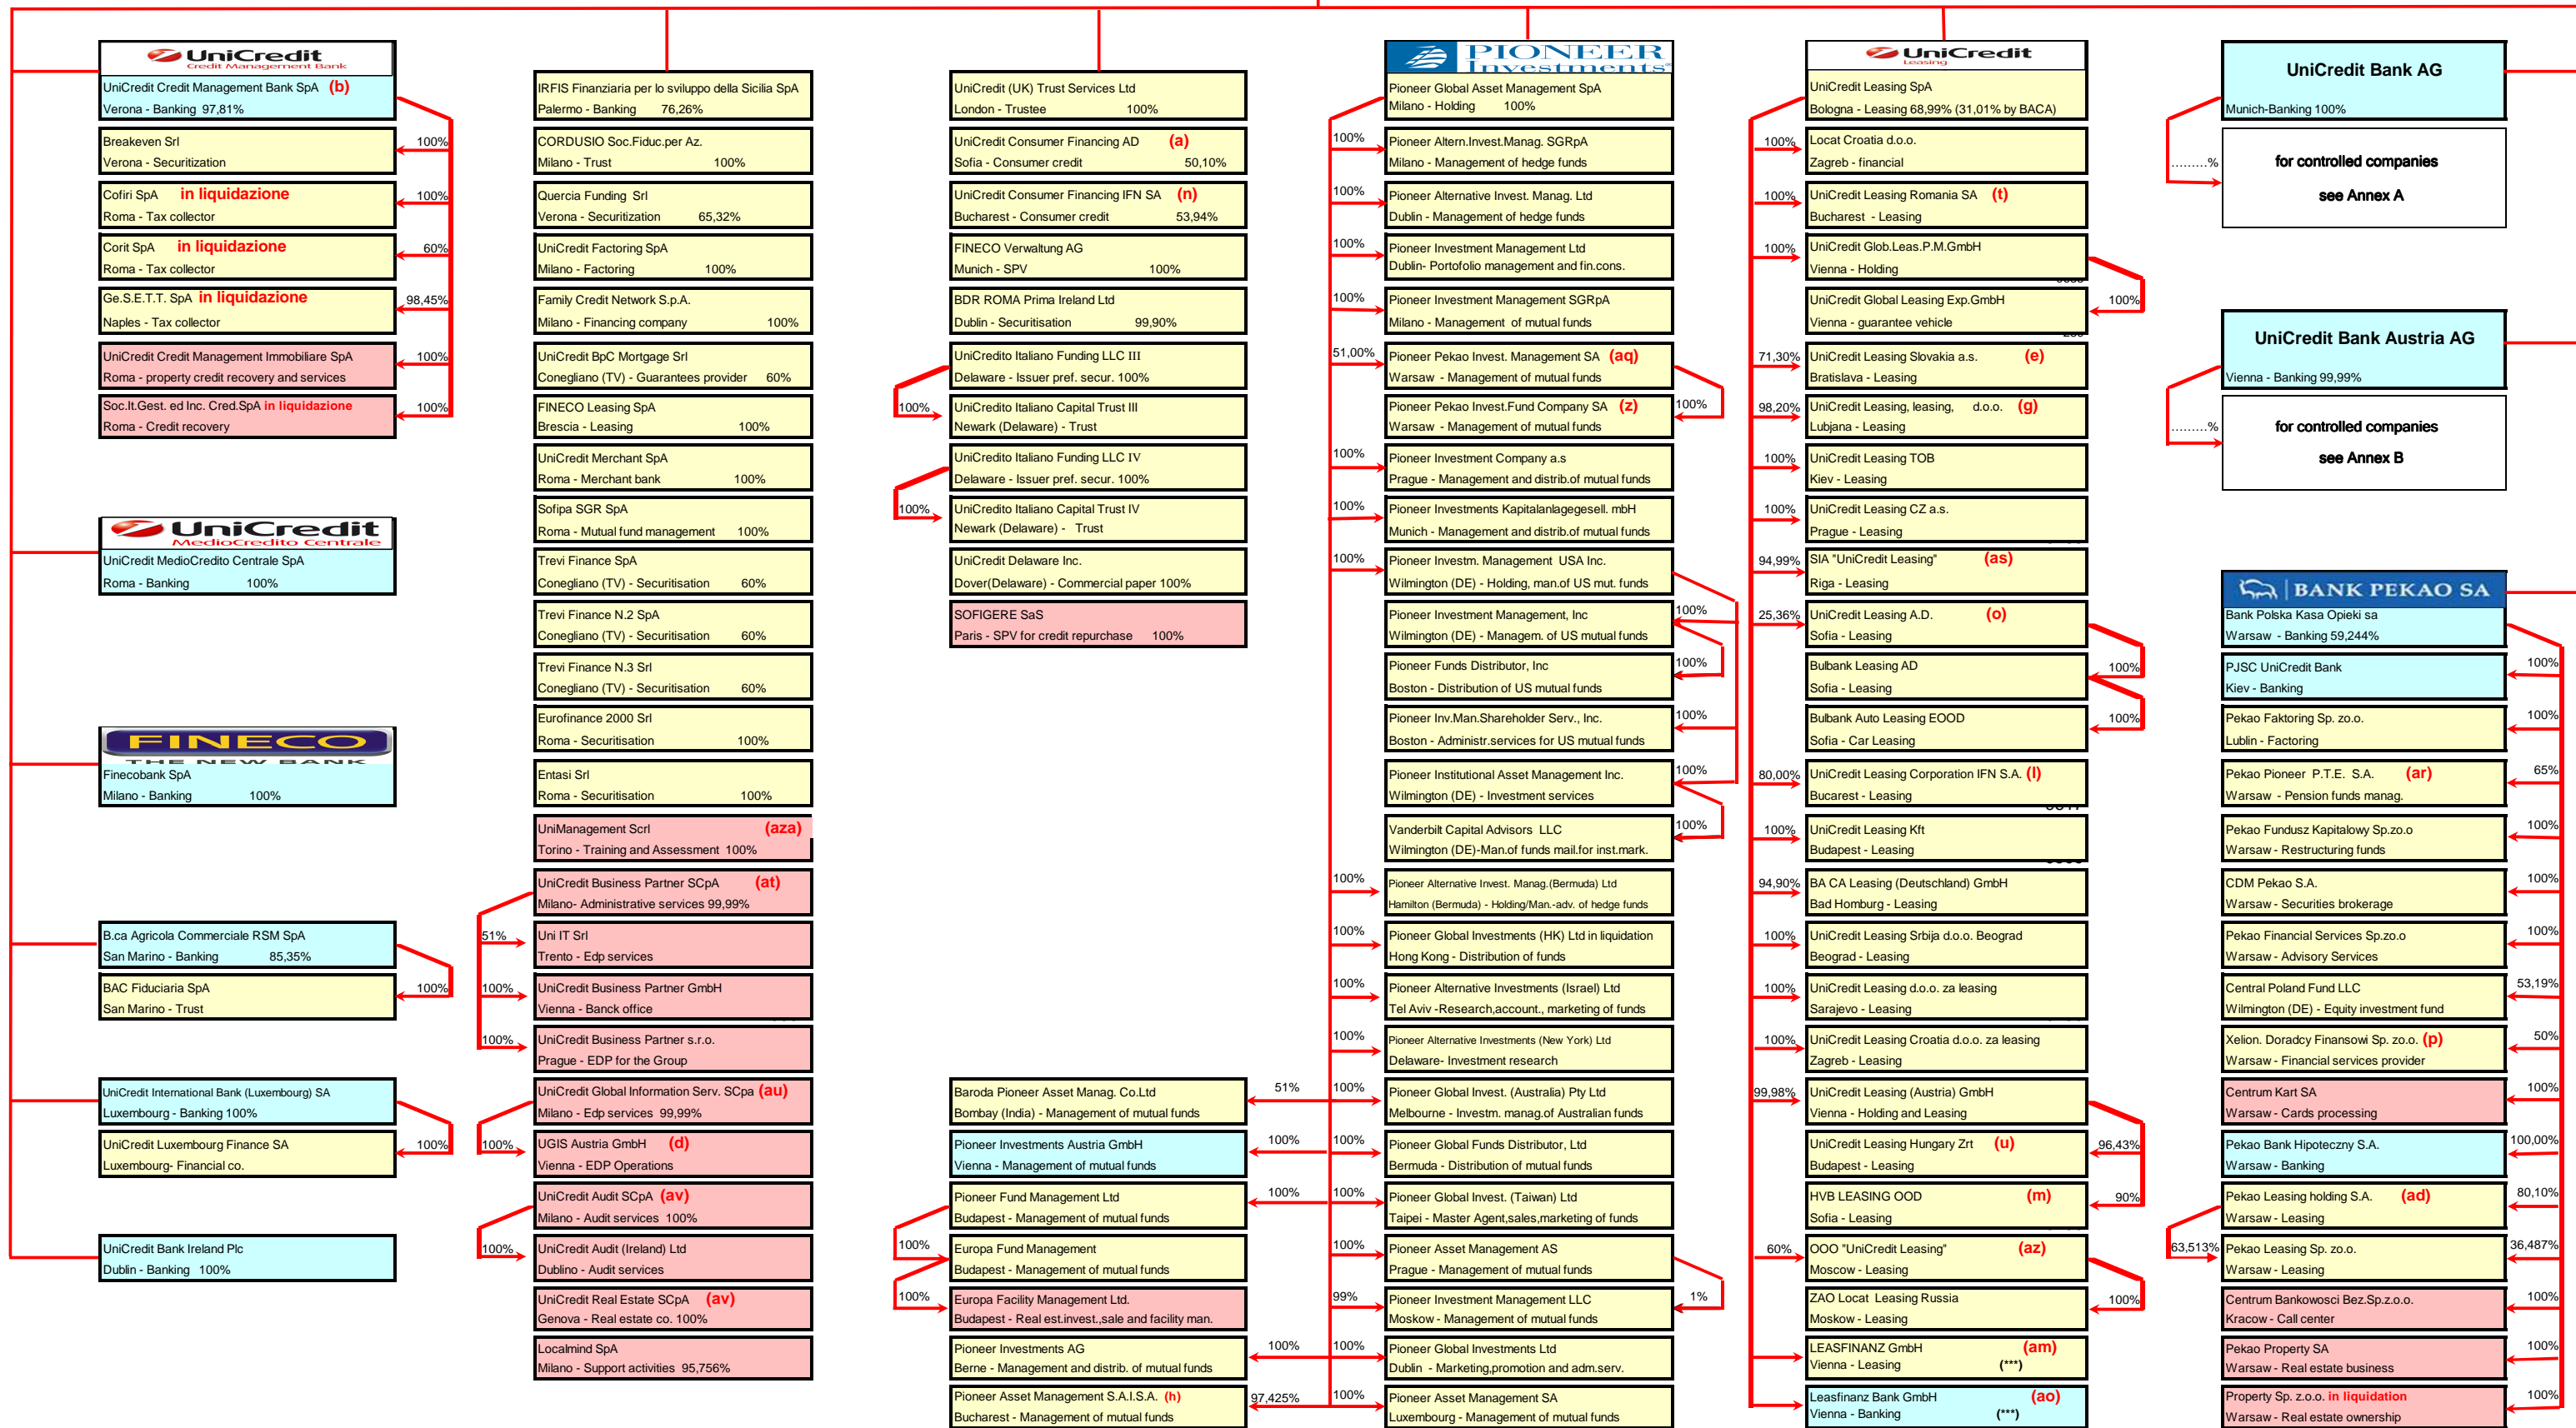 UniCredit
Credit Management Bank
UniCredit Credit Management Bank SpA (b)
Verona - Banking 97,81%
Breakeven Srl
Verona - Securitization
100%
Cofiri SpA in liquidazione
Roma - Tax collector
100%
Corit SpA in liquidazione
Roma - Tax collector
60%
Ge.S.E.T.T. SpA in liquidazione
Naples - Tax collector
98,45%
UniCredit Credit Management Immobiliare SpA
Roma - property credit recovery and services
100%
Soc.It.Gest. ed Inc. Cred.SpA in liquidazione
Roma - Credit recovery
100%
UniCredit
MedioCredito Centrale
UniCredit MedioCredito Centrale SpA
Roma - Banking 100%
FINECO
THE NEW BANK
Finecobank SpA
Milano - Banking 100%
B.ca Agricola Commerciale RSM SpA
San Marino - Banking 85,35%
BAC Fiduciaria SpA
San Marino - Trust
100%
UniCredit International Bank (Luxembourg) SA
Luxembourg - Banking 100%
UniCredit Luxembourg Finance SA
Luxembourg- Financial co.
100%
UniCredit Bank Ireland Plc
Dublin - Banking 100%
IRFIS Finanziaria per lo sviluppo della Sicilia SpA
Palermo - Banking 76,26%
CORDUSIO Soc.Fiduc.per Az.
Milano - Trust 100%
Quercia Funding Srl
Verona - Securitization 65,32%
UniCredit Factoring SpA
Milano - Factoring 100%
Family Credit Network S.p.A.
Milano - Financing company 100%
UniCredit BpC Mortgage Srl
Conegliano (TV) - Guarantees provider 60%
FINECO Leasing SpA
Brescia - Leasing 100%
UniCredit Merchant SpA
Roma - Merchant bank 100%
Sofipa SGR SpA
Roma - Mutual fund management 100%
Trevi Finance SpA
Conegliano (TV) - Securitisation 60%
Trevi Finance N.2 SpA
Conegliano (TV) - Securitisation 60%
Trevi Finance N.3 Srl
Conegliano (TV) - Securitisation 60%
Eurofinance 2000 Srl
Roma - Securitisation 100%
Entasi Srl
Roma - Securitisation 100%
UniManagement Scrl (aza)
Torino - Training and Assessment 100%
UniCredit Business Partner SCpA (at)
Milano- Administrative services 99,99%
51%
Uni IT Srl
Trento - Edp services
100%
UniCredit Business Partner GmbH
Vienna - Banck office
100%
UniCredit Business Partner s.r.o.
Prague - EDP for the Group
UniCredit Global Information Serv. SCpa (au)
Milano - Edp services 99,99%
100%
UGIS Austria GmbH (d)
Vienna - EDP Operations
UniCredit Audit SCpA (av)
Milano - Audit services 100%
100%
UniCredit Audit (Ireland) Ltd
Dublino - Audit services
UniCredit Real Estate SCpA (av)
Genova - Real estate co. 100%
Localmind SpA
Milano - Support activities 95,756%
UniCredit (UK) Trust Services Ltd
London - Trustee 100%
UniCredit Consumer Financing AD (a)
Sofia - Consumer credit 50,10%
UniCredit Consumer Financing IFN SA (n)
Bucharest - Consumer credit 53,94%
FINECO Verwaltung AG
Munich - SPV 100%
BDR ROMA Prima Ireland Ltd
Dublin - Securitisation 99,90%
UniCredito Italiano Funding LLC III
Delaware - Issuer pref. secur. 100%
100%
UniCredito Italiano Capital Trust III
Newark (Delaware) - Trust
UniCredito Italiano Funding LLC IV
Delaware - Issuer pref. secur. 100%
100%
UniCredito Italiano Capital Trust IV
Newark (Delaware) - Trust
UniCredit Delaware Inc.
Dover(Delaware) - Commercial paper 100%
SOFIGERE SaS
Paris - SPV for credit repurchase 100%
Baroda Pioneer Asset Manag. Co.Ltd
Bombay (India) - Management of mutual funds
51%
Pioneer Investments Austria GmbH
Vienna - Management of mutual funds
100%
Pioneer Fund Management Ltd
Budapest - Management of mutual funds
100%
100%
Europa Fund Management
Budapest - Management of mutual funds
100%
Europa Facility Management Ltd.
Budapest - Real est.invest.,sale and facility man.
Pioneer Investments AG
Berne - Management and distrib. of mutual funds
100%
Pioneer Asset Management S.A.I.S.A. (h)
Bucharest - Management of mutual funds
97,425%
PIONEER
Investments
Pioneer Global Asset Management SpA
Milano - Holding 100%
100%
Pioneer Altern.Invest.Manag. SGRpA
Milano - Management of hedge funds
100%
Pioneer Alternative Invest. Manag. Ltd
Dublin - Management of hedge funds
100%
Pioneer Investment Management Ltd
Dublin- Portofolio management and fin.cons.
100%
Pioneer Investment Management SGRpA
Milano - Management of mutual funds
51,00%
Pioneer Pekao Invest. Management SA (aq)
Warsaw - Management of mutual funds
Pioneer Pekao Invest.Fund Company SA (z)
Warsaw - Management of mutual funds
100%
100%
Pioneer Investment Company a.s
Prague - Management and distrib.of mutual funds
100%
Pioneer Investments Kapitalanlagegesell. mbH
Munich - Management and distrib.of mutual funds
100%
Pioneer Investm. Management USA Inc.
Wilmington (DE) - Holding, man.of US mut. funds
Pioneer Investment Management, Inc
Wilmington (DE) - Managem. of US mutual funds
100%
Pioneer Funds Distributor, Inc
Boston - Distribution of US mutual funds
100%
Pioneer Inv.Man.Shareholder Serv., Inc.
Boston - Administr.services for US mutual funds
100%
Pioneer Institutional Asset Management Inc.
Wilmington (DE) - Investment services
100%
Vanderbilt Capital Advisors LLC
Wilmington (DE)-Man.of funds mail.for inst.mark.
100%
100%
Pioneer Alternative Invest. Manag.(Bermuda) Ltd
Hamilton (Bermuda) - Holding/Man.-adv. of hedge funds
100%
Pioneer Global Investments (HK) Ltd in liquidation
Hong Kong - Distribution of funds
100%
Pioneer Alternative Investments (Israel) Ltd
Tel Aviv -Research,account., marketing of funds
100%
Pioneer Alternative Investments (New York) Ltd
Delaware- Investment research
100%
Pioneer Global Invest. (Australia) Pty Ltd
Melbourne - Investm. manag.of Australian funds
100%
Pioneer Global Funds Distributor, Ltd
Bermuda - Distribution of mutual funds
100%
Pioneer Global Invest. (Taiwan) Ltd
Taipei - Master Agent,sales,marketing of funds
100%
Pioneer Asset Management AS
Prague - Management of mutual funds
99%
Pioneer Investment Management LLC
Moskow - Management of mutual funds
1%
100%
Pioneer Global Investments Ltd
Dublin - Marketing,promotion and adm.serv.
100%
Pioneer Asset Management SA
Luxembourg - Management of mutual funds
UniCredit
Leasing
UniCredit Leasing SpA
Bologna - Leasing 68,99% (31,01% by BACA)
100%
Locat Croatia d.o.o.
Zagreb - financial
100%
UniCredit Leasing Romania SA (t)
Bucharest - Leasing
100%
UniCredit Glob.Leas.P.M.GmbH
Vienna - Holding
UniCredit Global Leasing Exp.GmbH
Vienna - guarantee vehicle
100%
71,30%
UniCredit Leasing Slovakia a.s. (e)
Bratislava - Leasing
98,20%
UniCredit Leasing, leasing, d.o.o. (g)
Lubjana - Leasing
100%
UniCredit Leasing TOB
Kiev - Leasing
100%
UniCredit Leasing CZ a.s.
Prague - Leasing
94,99%
SIA "UniCredit Leasing" (as)
Riga - Leasing
25,36%
UniCredit Leasing A.D. (o)
Sofia - Leasing
Bulbank Leasing AD
Sofia - Leasing
100%
Bulbank Auto Leasing EOOD
Sofia - Car Leasing
100%
80,00%
UniCredit Leasing Corporation IFN S.A. (l)
Bucarest - Leasing
100%
UniCredit Leasing Kft
Budapest - Leasing
94,90%
BA CA Leasing (Deutschland) GmbH
Bad Homburg - Leasing
100%
UniCredit Leasing Srbija d.o.o. Beograd
Beograd - Leasing
100%
UniCredit Leasing d.o.o. za leasing
Sarajevo - Leasing
100%
UniCredit Leasing Croatia d.o.o. za leasing
Zagreb - Leasing
99,98%
UniCredit Leasing (Austria) GmbH
Vienna - Holding and Leasing
UniCredit Leasing Hungary Zrt (u)
Budapest - Leasing
96,43%
HVB LEASING OOD (m)
Sofia - Leasing
90%
60%
OOO "UniCredit Leasing" (az)
Moscow - Leasing
ZAO Locat Leasing Russia
Moskow - Leasing
100%
LEASFINANZ GmbH (am)
Vienna - Leasing (***)
Leasfinanz Bank GmbH (ao)
Vienna - Banking (***)
UniCredit Bank AG
Munich-Banking 100%
.........%
for controlled companies
see Annex A
UniCredit Bank Austria AG
Vienna - Banking 99,99%
.........%
for controlled companies
see Annex B
BANK PEKAO SA
Bank Polska Kasa Opieki sa
Warsaw - Banking 59,244%
PJSC UniCredit Bank
Kiev - Banking
100%
Pekao Faktoring Sp. zo.o.
Lublin - Factoring
100%
Pekao Pioneer P.T.E. S.A. (ar)
Warsaw - Pension funds manag.
65%
Pekao Fundusz Kapitalowy Sp.zo.o
Warsaw - Restructuring funds
100%
CDM Pekao S.A.
Warsaw - Securities brokerage
100%
Pekao Financial Services Sp.zo.o
Warsaw - Advisory Services
100%
Central Poland Fund LLC
Wilmington (DE) - Equity investment fund
53,19%
Xelion. Doradcy Finansowi Sp. zo.o. (p)
Warsaw - Financial services provider
50%
Centrum Kart SA
Warsaw - Cards processing
100%
Pekao Bank Hipoteczny S.A.
Warsaw - Banking
100,00%
Pekao Leasing holding S.A. (ad)
Warsaw - Leasing
80,10%
63,513%
Pekao Leasing Sp. zo.o.
Warsaw - Leasing
36,487%
Centrum Bankowosci Bez.Sp.z.o.o.
Kracow - Call center
100%
Pekao Property SA
Warsaw - Real estate business
100%
Property Sp. z.o.o. in liquidation
Warsaw - Real estate ownership
100%